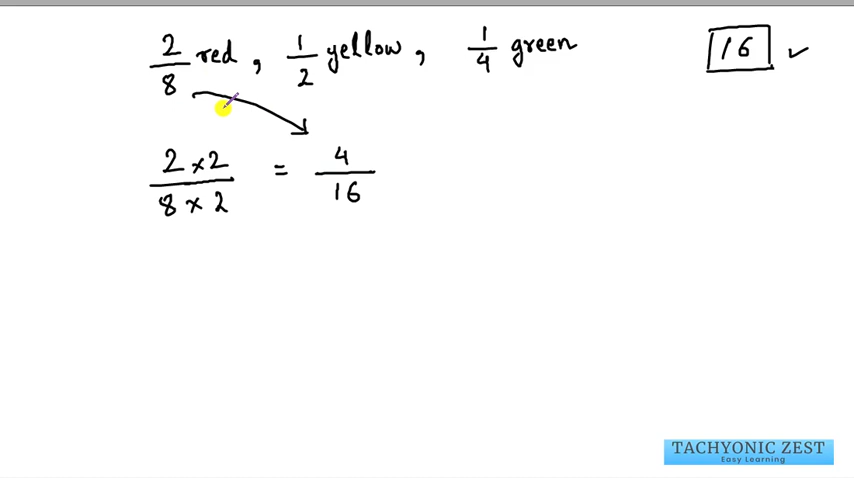 2/8 red, 1/2 yellow, 1/4 green 16 ✓
2 × 2 / 8 × 2 = 4/16
TACHYONIC ZEST
Easy Learning